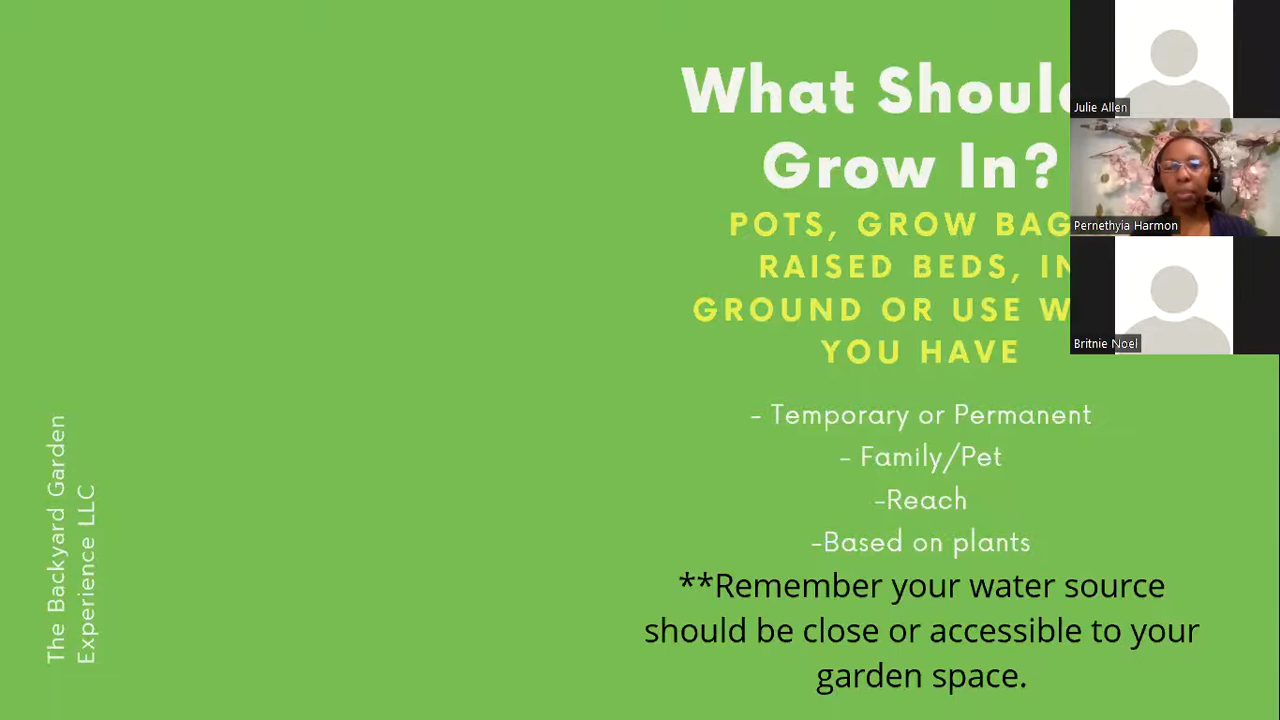 What Shoul
Grow In?
POTS, GROW BAG
RAISED BEDS, IN
GROUND OR USE W
YOU HAVE
- Temporary or Permanent
- Family/Pet
-Reach
-Based on plants
**Remember your water source
should be close or accessible to your
garden space.
The Backyard Garden
Experience LLC
Julie Allen
Pernethyia Harmon
Britnie Noel